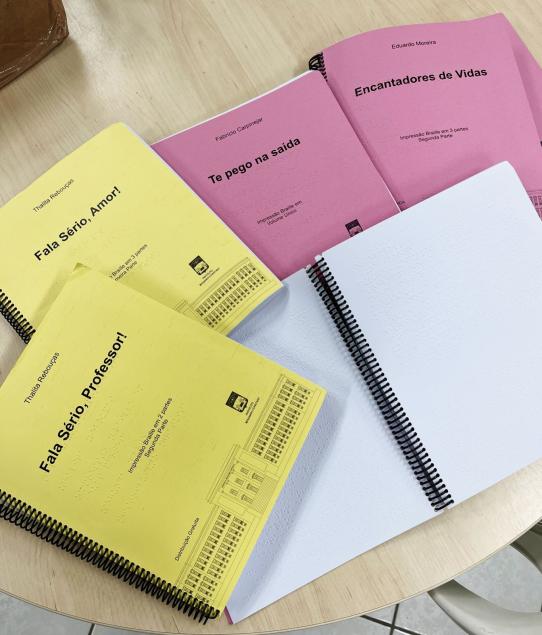 Eduardo Moreira
Encantadores de Vidas
Impressão Braille em 3 partes
Segunda Parte
Fabrício Carpinejar
Te pego na saída
Impressão Braille em
Volume Único
Thalita Rebouças
Fala Sério, Amor!
Braille em 3 partes
Parte
Thalita Rebouças
Fala Sério, Professor!
Impressão Braille em 2 partes
Segunda Parte
Distribuição Gratuita